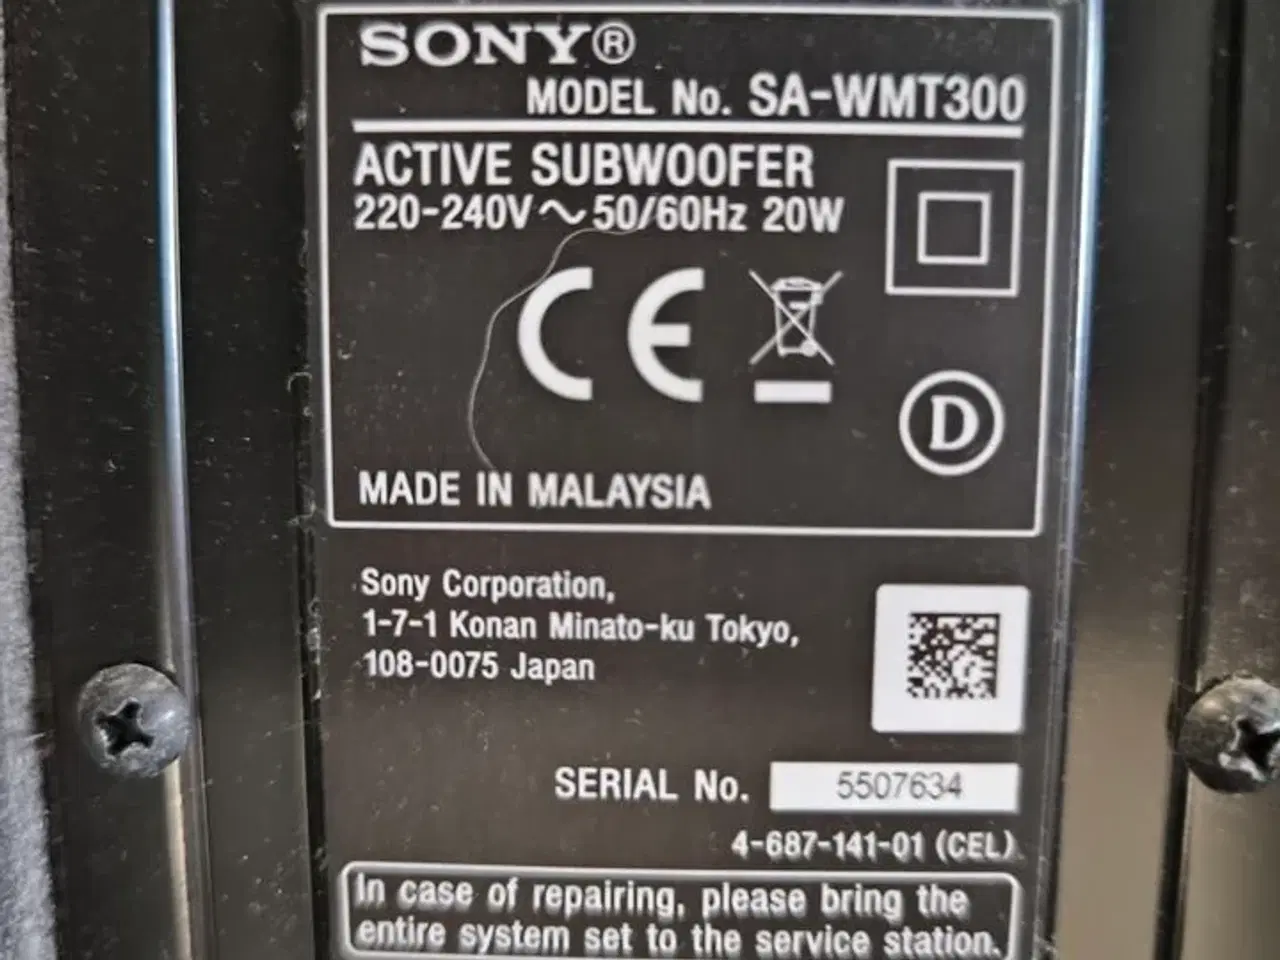 SONY®
MODEL No. SA-WMT300
ACTIVE SUBWOOFER
220-240V～50/60Hz 20W
CE
D
MADE IN MALAYSIA
Sony Corporation,
1-7-1 Konan Minato-ku Tokyo,
108-0075 Japan
SERIAL No. 5507634
4-687-141-01 (CEL)
In case of repairing, please bring the
entire system set to the service station.